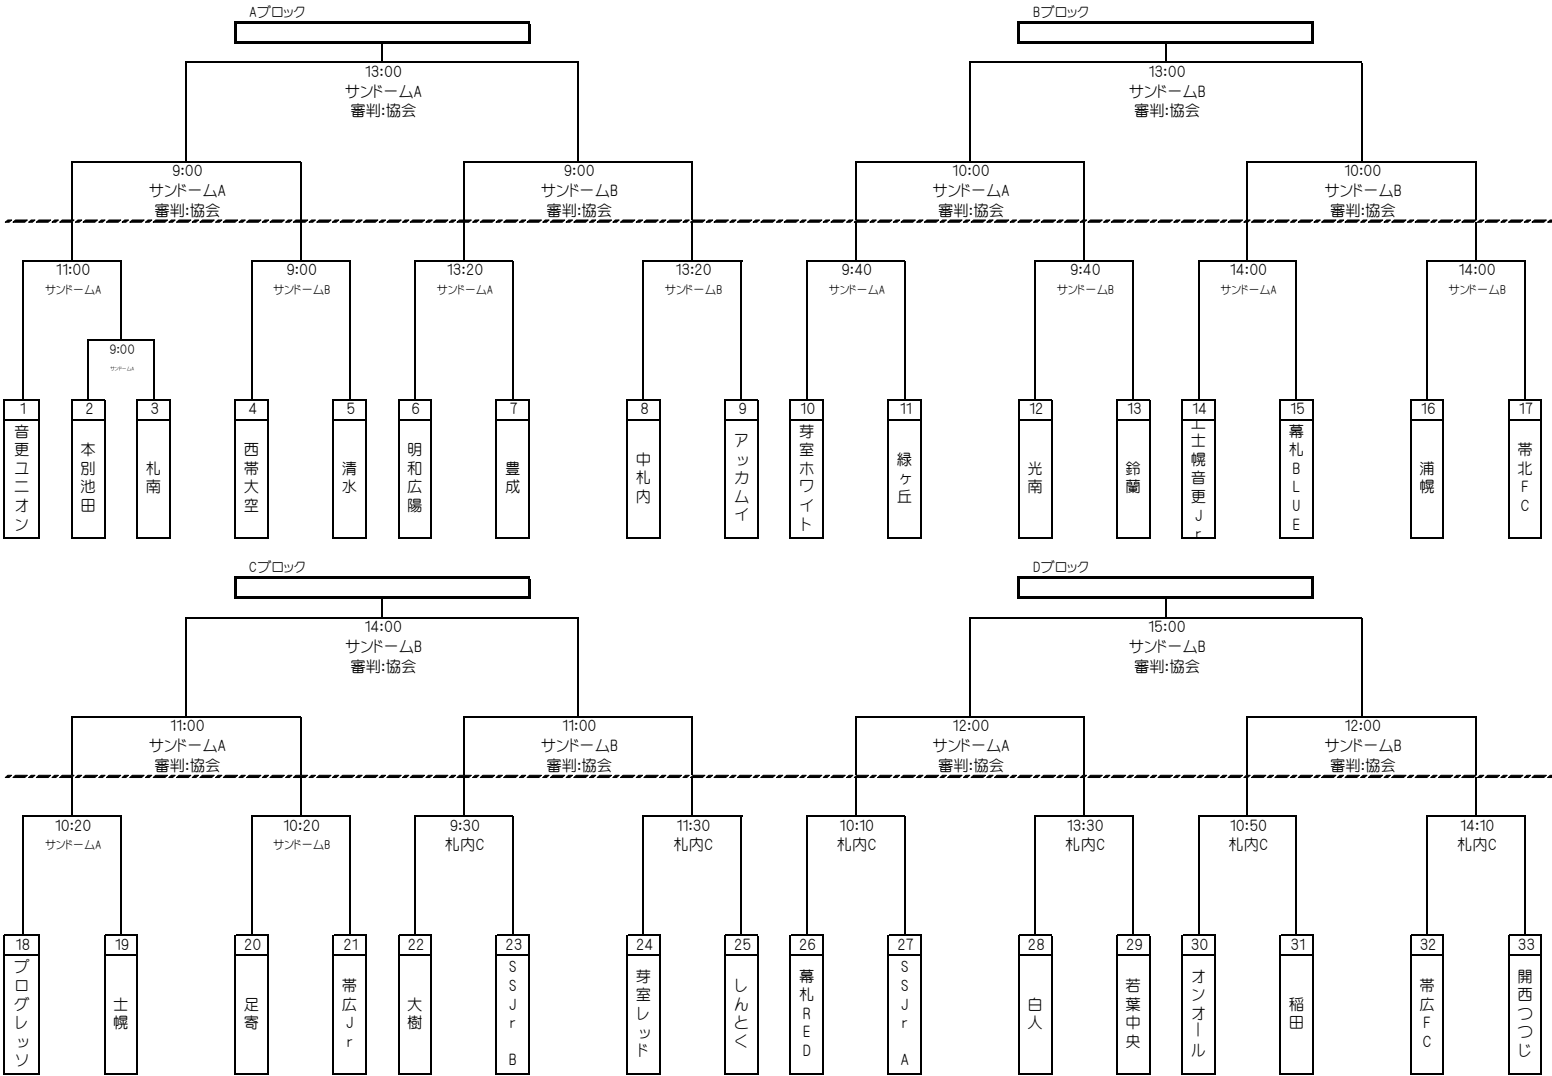 Aブロック
Bブロック
13:00
サンドームA
審判:協会
13:00
サンドームB
審判:協会
9:00
サンドームA
審判:協会
9:00
サンドームB
審判:協会
10:00
サンドームA
審判:協会
10:00
サンドームB
審判:協会
11:00
サンドームA
9:00
サンドームB
13:20
サンドームA
13:20
サンドームB
9:40
サンドームA
9:40
サンドームB
14:00
サンドームA
14:00
サンドームB
9:00
サンドームA
1
音更ユニオン
2
本別池田
3
札南
4
西帯大空
5
清水
6
明和広陽
7
豊成
8
中札内
9
アッカムイ
10
芽室ホワイト
11
緑ヶ丘
12
光南
13
鈴蘭
14
士幌音更Jr
15
幕札BLUE
16
浦幌
17
帯北FC
Cブロック
Dブロック
14:00
サンドームB
審判:協会
15:00
サンドームB
審判:協会
11:00
サンドームA
審判:協会
11:00
サンドームB
審判:協会
12:00
サンドームA
審判:協会
12:00
サンドームB
審判:協会
10:20
サンドームA
10:20
サンドームB
9:30
札内C
11:30
札内C
10:10
札内C
13:30
札内C
10:50
札内C
14:10
札内C
18
プログレッソ
19
士幌
20
足寄
21
帯広Jr
22
大樹
23
SSJr B
24
芽室レッド
25
しんとく
26
幕札RED
27
SSJr A
28
白人
29
若葉中央
30
オンオール
31
稲田
32
帯広FC
33
開西つつじ